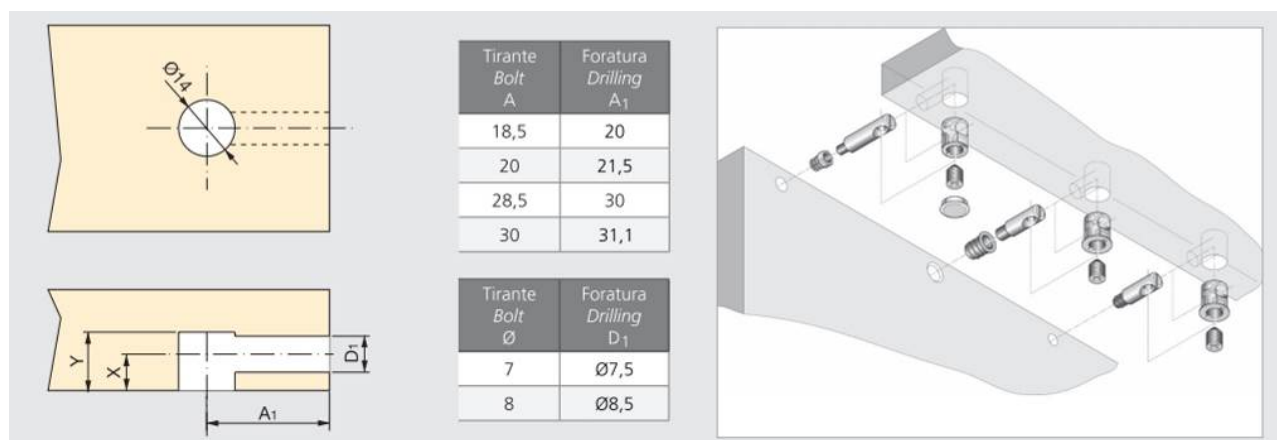 Ø14
Tirante
Bolt
A
Foratura
Drilling
A1
18,5 20
20 21,5
28,5 30
30 31,1
Y
X
D1
A1
Tirante
Bolt
Ø
Foratura
Drilling
D1
7 Ø7,5
8 Ø8,5